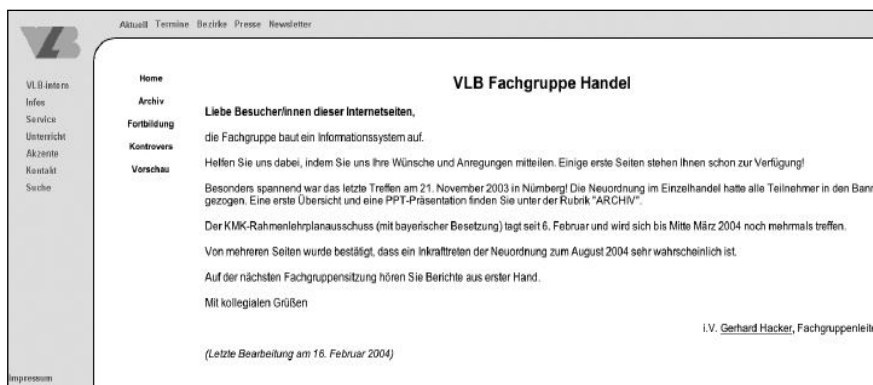 Aktuell Termine Bezirke Presse Newsletter
VLB
VLB-intern
Infos
Service
Unterricht
Akzente
Kontakt
Suche
Impressum
Home
Archiv
Fortbildung
Kontrovers
Vorschau
VLB Fachgruppe Handel
Liebe Besucher/innen dieser Internetseiten,
die Fachgruppe baut ein Informationssystem auf.
Helfen Sie uns dabei, indem Sie uns Ihre Wünsche und Anregungen mitteilen. Einige erste Seiten stehen Ihnen schon zur Verfügung!
Besonders spannend war das letzte Treffen am 21. November 2003 in Nürnberg! Die Neuordnung im Einzelhandel hatte alle Teilnehmer in den Bann
gezogen. Eine erste Übersicht und eine PPT-Präsentation finden Sie unter der Rubrik "ARCHIV".
Der KMK-Rahmenlehrplanausschuss (mit bayerischer Besetzung) tagt seit 6. Februar und wird sich bis Mitte März 2004 noch mehrmals treffen.
Von mehreren Seiten wurde bestätigt, dass ein Inkrafttreten der Neuordnung zum August 2004 sehr wahrscheinlich ist.
Auf der nächsten Fachgruppensitzung hören Sie Berichte aus erster Hand.
Mit kollegialen Grüßen
i.V. Gerhard Hacker, Fachgruppenleite
(Letzte Bearbeitung am 16. Februar 2004)